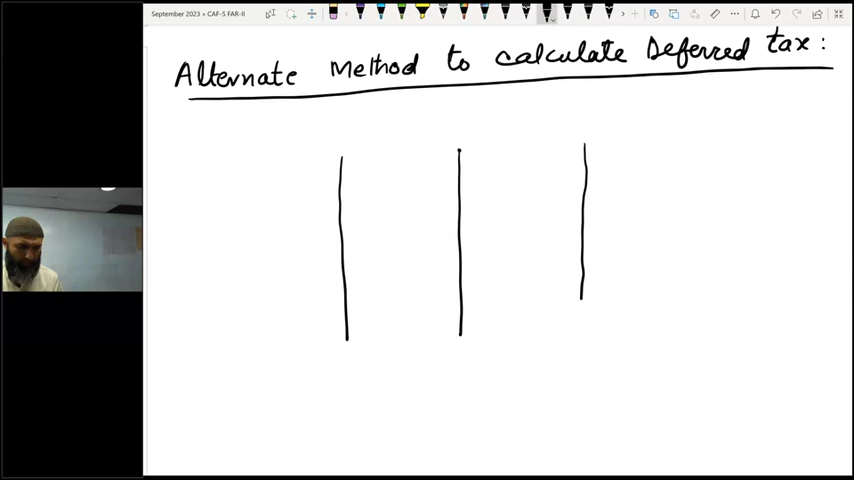 September 2023 » CAF-5 FAR-II
Alternate Method to calculate Deferred tax: